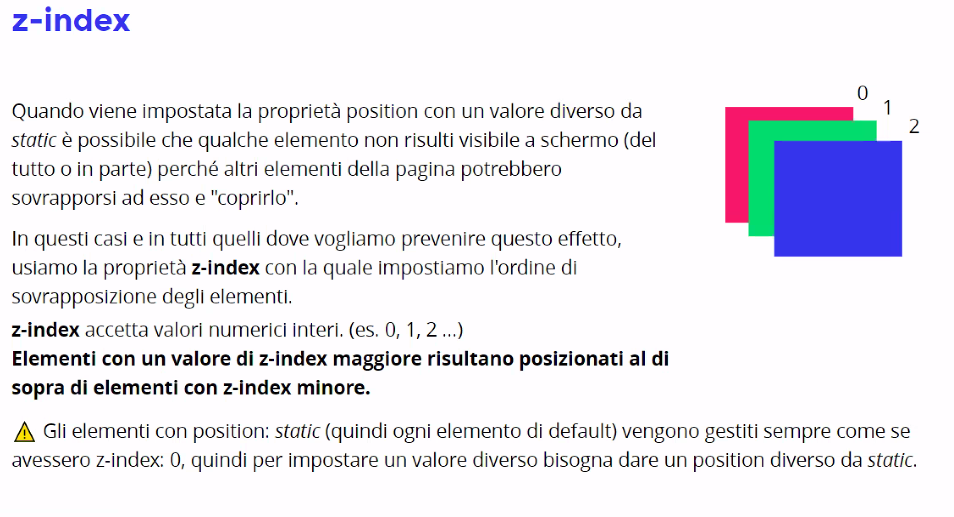 z-index
0
1
2
Quando viene impostata la proprietà position con un valore diverso da
static è possibile che qualche elemento non risulti visibile a schermo (del
tutto o in parte) perché altri elementi della pagina potrebbero
sovrapporsi ad esso e "coprirlo".
In questi casi e in tutti quelli dove vogliamo prevenire questo effetto,
usiamo la proprietà z-index con la quale impostiamo l'ordine di
sovrapposizione degli elementi.
z-index accetta valori numerici interi. (es. 0, 1, 2 ...)
Elementi con un valore di z-index maggiore risultano posizionati al di
sopra di elementi con z-index minore.
⚠ Gli elementi con position: static (quindi ogni elemento di default) vengono gestiti sempre come se
avessero z-index: 0, quindi per impostare un valore diverso bisogna dare un position diverso da static.